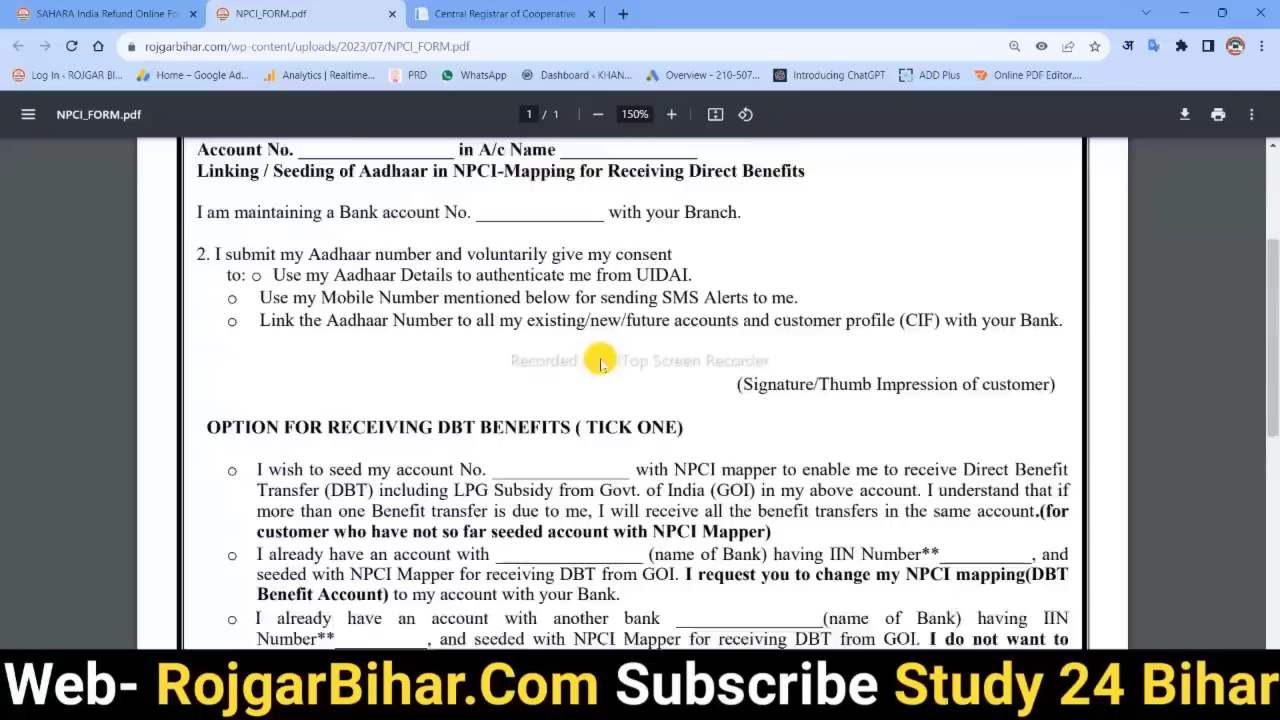 SAHARA India Refund Online Fo
NPCI_FORM.pdf
Central Registrar of Cooperative
rojgarbihar.com/wp-content/uploads/2023/07/NPCI_FORM.pdf
अ
Log In ‹ ROJGAR BI...
Home – Google Ad...
Analytics | Realtime...
PRD
WhatsApp
Dashboard ‹ KHAN...
Overview - 210-507...
Introducing ChatGPT
ADD Plus
Online PDF Editor,...
NPCI_FORM.pdf
1 / 1
150%
Account No. _________________ in A/c Name _______________
Linking / Seeding of Aadhaar in NPCI-Mapping for Receiving Direct Benefits
I am maintaining a Bank account No. ______________ with your Branch.
2. I submit my Aadhaar number and voluntarily give my consent
to: o Use my Aadhaar Details to authenticate me from UIDAI.
o Use my Mobile Number mentioned below for sending SMS Alerts to me.
o Link the Aadhaar Number to all my existing/new/future accounts and customer profile (CIF) with your Bank.
Recorded Top Screen Recorder
(Signature/Thumb Impression of customer)
OPTION FOR RECEIVING DBT BENEFITS ( TICK ONE)
o I wish to seed my account No. _______________ with NPCI mapper to enable me to receive Direct Benefit
Transfer (DBT) including LPG Subsidy from Govt. of India (GOI) in my above account. I understand that if
more than one Benefit transfer is due to me, I will receive all the benefit transfers in the same account.(for
customer who have not so far seeded account with NPCI Mapper)
o I already have an account with ________________ (name of Bank) having IIN Number**__________, and
seeded with NPCI Mapper for receiving DBT from GOI. I request you to change my NPCI mapping(DBT
Benefit Account) to my account with your Bank.
o I already have an account with another bank ________________(name of Bank) having IIN
Number**__________, and seeded with NPCI Mapper for receiving DBT from GOI. I do not want to
Web- RojgarBihar.Com Subscribe Study 24 Bihar